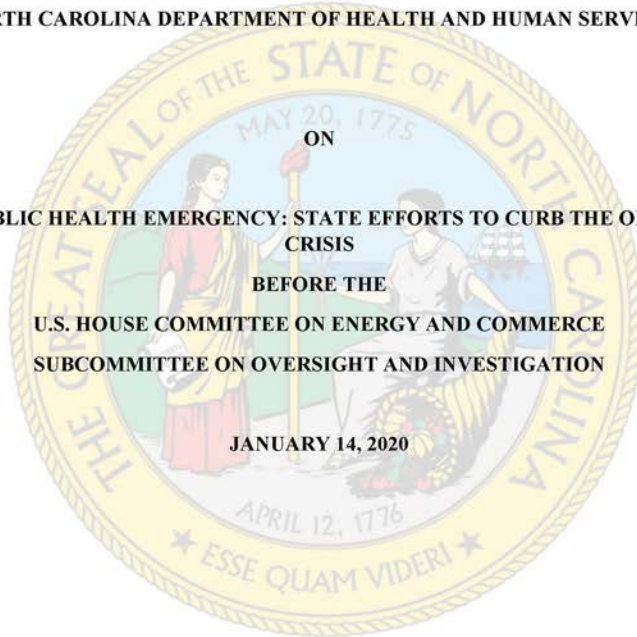 RTH CAROLINA DEPARTMENT OF HEALTH AND HUMAN SERVI
ON
BLIC HEALTH EMERGENCY: STATE EFFORTS TO CURB THE O
CRISIS
BEFORE THE
U.S. HOUSE COMMITTEE ON ENERGY AND COMMERCE
SUBCOMMITTEE ON OVERSIGHT AND INVESTIGATION
JANUARY 14, 2020
THE GREAT SEAL OF THE STATE OF NORTH CAROLINA
MAY 20, 1775
APRIL 12, 1776
ESSE QUAM VIDERI